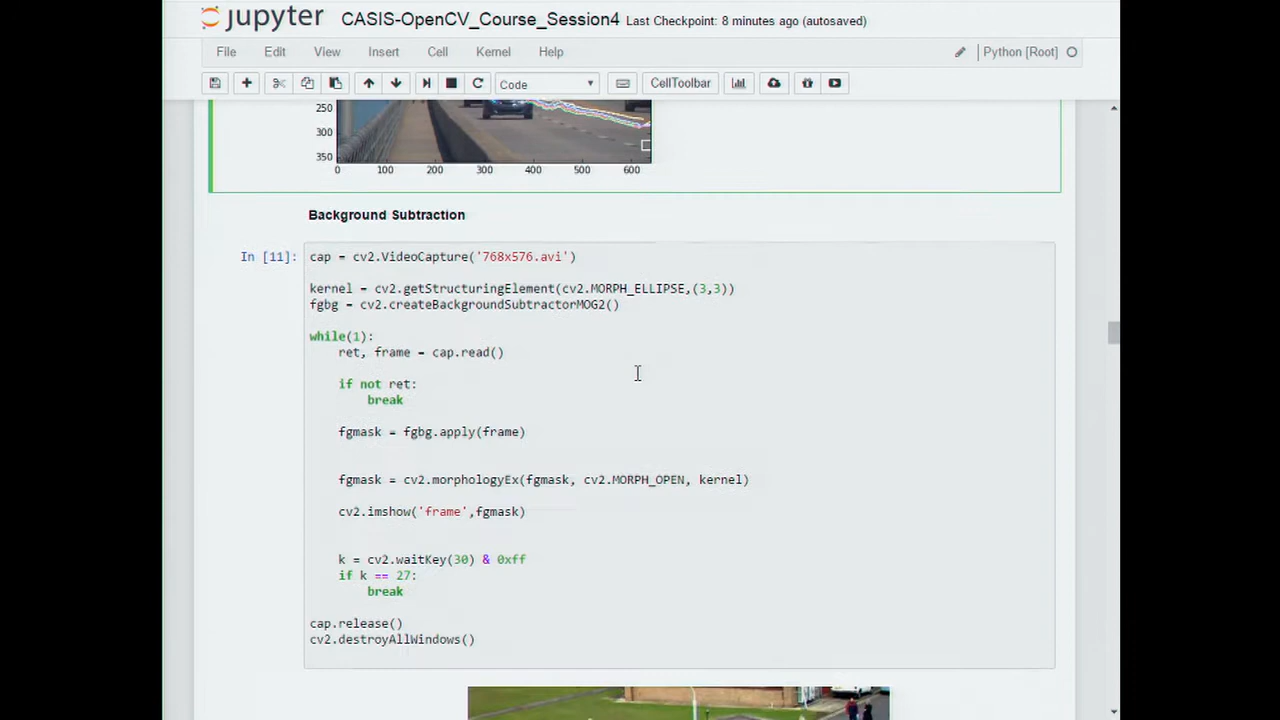 jupyter CASIS-OpenCV_Course_Session4 Last Checkpoint: 8 minutes ago (autosaved)
File Edit View Insert Cell Kernel Help Python [Root]
Code CellToolbar
250
300
350
0 100 200 300 400 500 600
Background Subtraction
In [11]: cap = cv2.VideoCapture('768x576.avi')
kernel = cv2.getStructuringElement(cv2.MORPH_ELLIPSE,(3,3))
fgbg = cv2.createBackgroundSubtractorMOG2()
while(1):
ret, frame = cap.read()
if not ret:
break
fgmask = fgbg.apply(frame)
fgmask = cv2.morphologyEx(fgmask, cv2.MORPH_OPEN, kernel)
cv2.imshow('frame',fgmask)
k = cv2.waitKey(30) & 0xff
if k == 27:
break
cap.release()
cv2.destroyAllWindows()